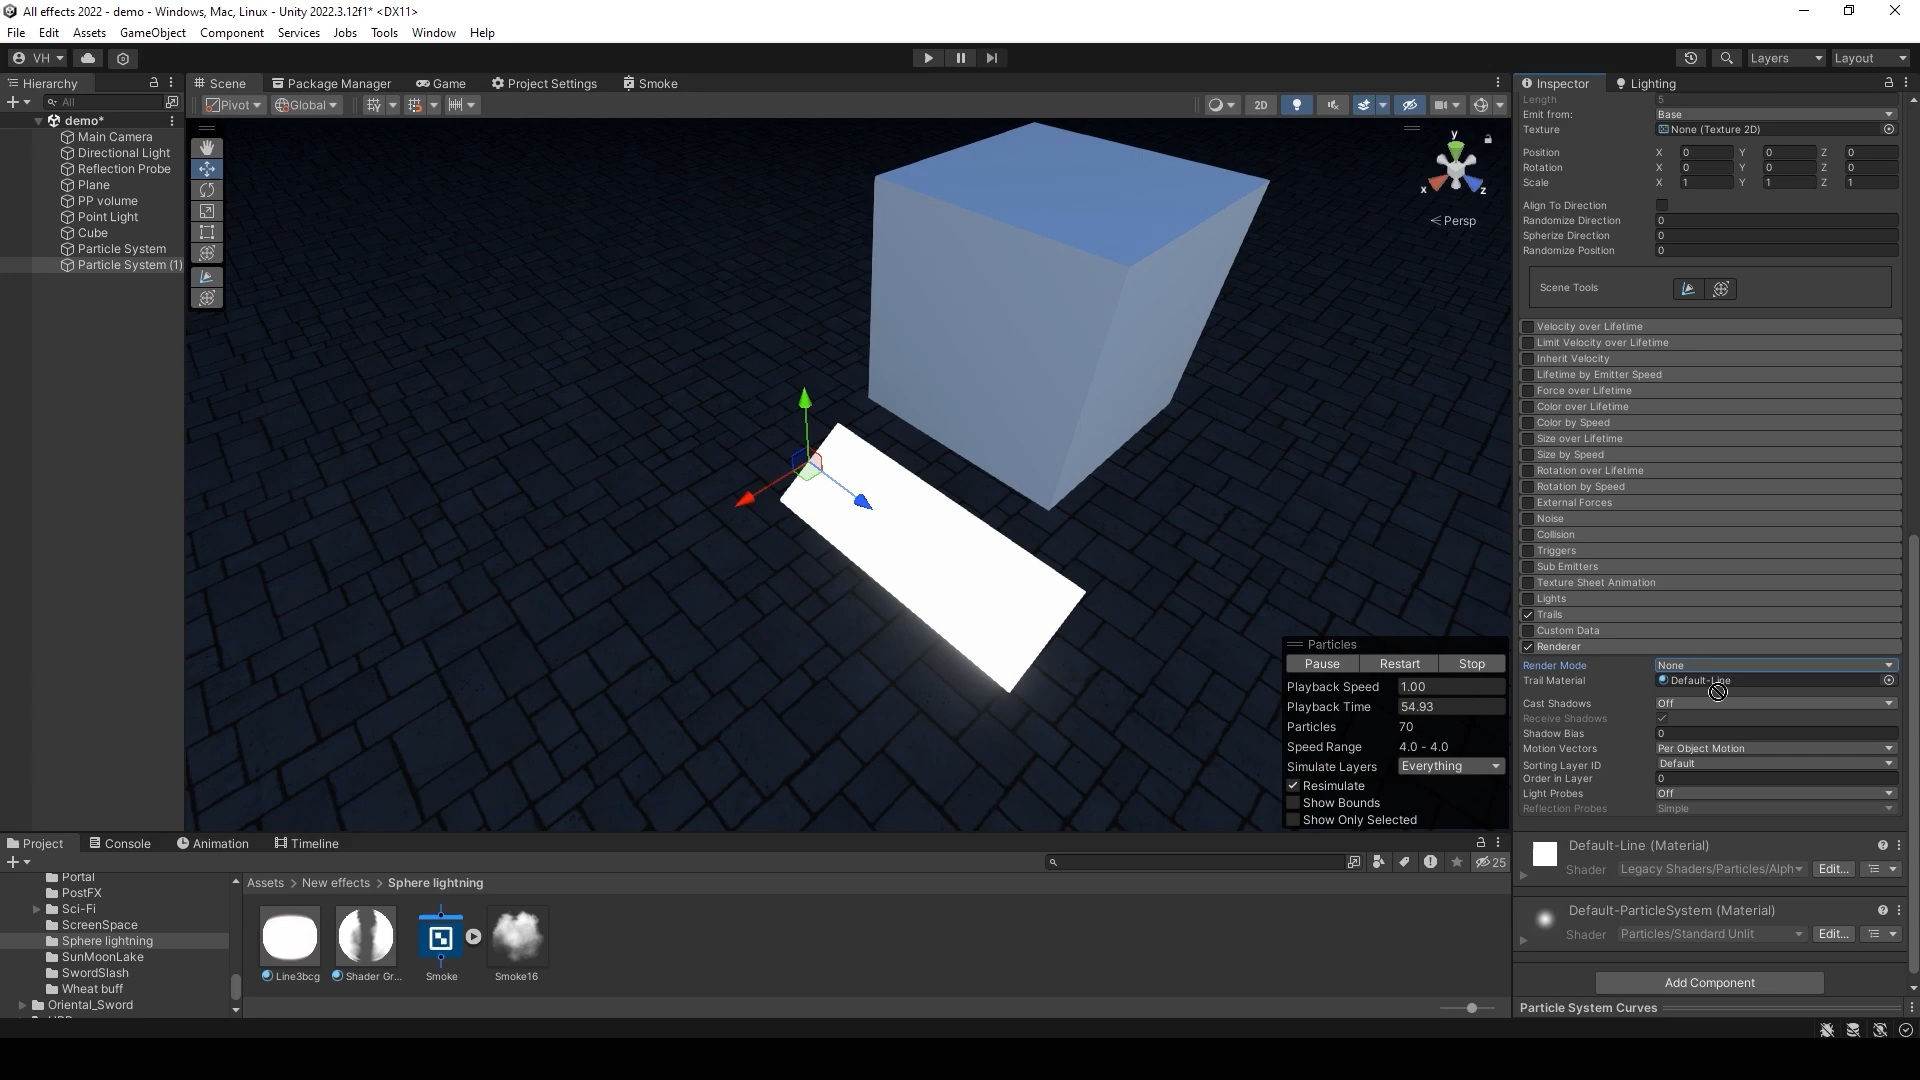 All effects 2022 - demo - Windows, Mac, Linux - Unity 2022.3.12f1* <DX11>
File Edit Assets GameObject Component Services Jobs Tools Window Help
VH Layers Layout
Hierarchy Scene Package Manager Game Project Settings Smoke Inspector Lighting
All Pivot Global 2D
demo*
Main Camera
Directional Light
Reflection Probe
Plane
PP volume
Point Light
Cube
Particle System
Particle System (1)
y
x z
< Persp
Particles
Pause Restart Stop
Playback Speed 1.00
Playback Time 54.93
Particles 70
Speed Range 4.0 - 4.0
Simulate Layers Everything
Resimulate
Show Bounds
Show Only Selected
Length 5
Emit from: Base
Texture None (Texture 2D)
Position X 0 Y 0 Z 0
Rotation X 0 Y 0 Z 0
Scale X 1 Y 1 Z 1
Align To Direction
Randomize Direction 0
Spherize Direction 0
Randomize Position 0
Scene Tools
Velocity over Lifetime
Limit Velocity over Lifetime
Inherit Velocity
Lifetime by Emitter Speed
Force over Lifetime
Color over Lifetime
Color by Speed
Size over Lifetime
Size by Speed
Rotation over Lifetime
Rotation by Speed
External Forces
Noise
Collision
Triggers
Sub Emitters
Texture Sheet Animation
Lights
Trails
Custom Data
Renderer
Render Mode None
Trail Material Default-Line
Cast Shadows Off
Receive Shadows
Shadow Bias 0
Motion Vectors Per Object Motion
Sorting Layer ID Default
Order in Layer 0
Light Probes Off
Reflection Probes Simple
Default-Line (Material)
Shader Legacy Shaders/Particles/Alph Edit...
Default-ParticleSystem (Material)
Shader Particles/Standard Unlit Edit...
Add Component
Particle System Curves
Project Console Animation Timeline
25
Portal
PostFX
Sci-Fi
ScreenSpace
Sphere lightning
SunMoonLake
SwordSlash
Wheat buff
Oriental_Sword
Assets > New effects > Sphere lightning
Line3bcg Shader Gr... Smoke Smoke16